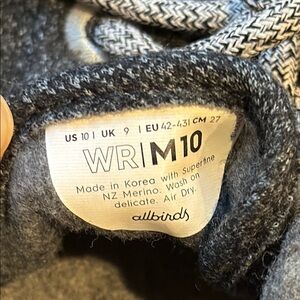 US 10 | UK 9 | EU 42-43 | CM 27
WR|M10
Made in Korea with Superfine
NZ Merino. Wash on
delicate. Air Dry.
allbirds